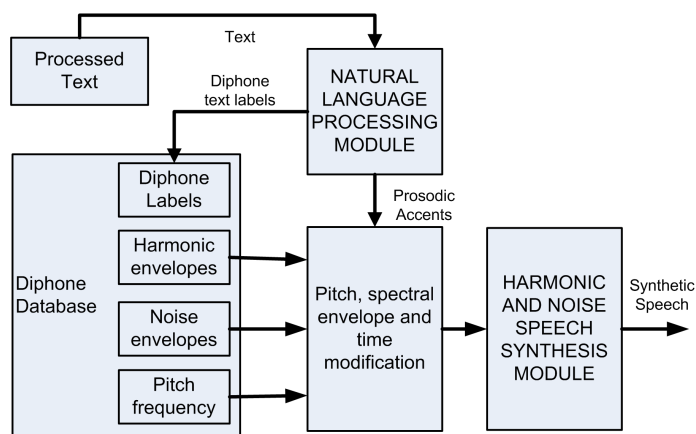 Text
Processed
Text
NATURAL
LANGUAGE
PROCESSING
MODULE
Diphone
text labels
Diphone
Labels
Prosodic
Accents
Harmonic
envelopes
Diphone
Database
Noise
envelopes
Pitch
frequency
Pitch, spectral
envelope and
time
modification
HARMONIC
AND NOISE
SPEECH
SYNTHESIS
MODULE
Synthetic
Speech